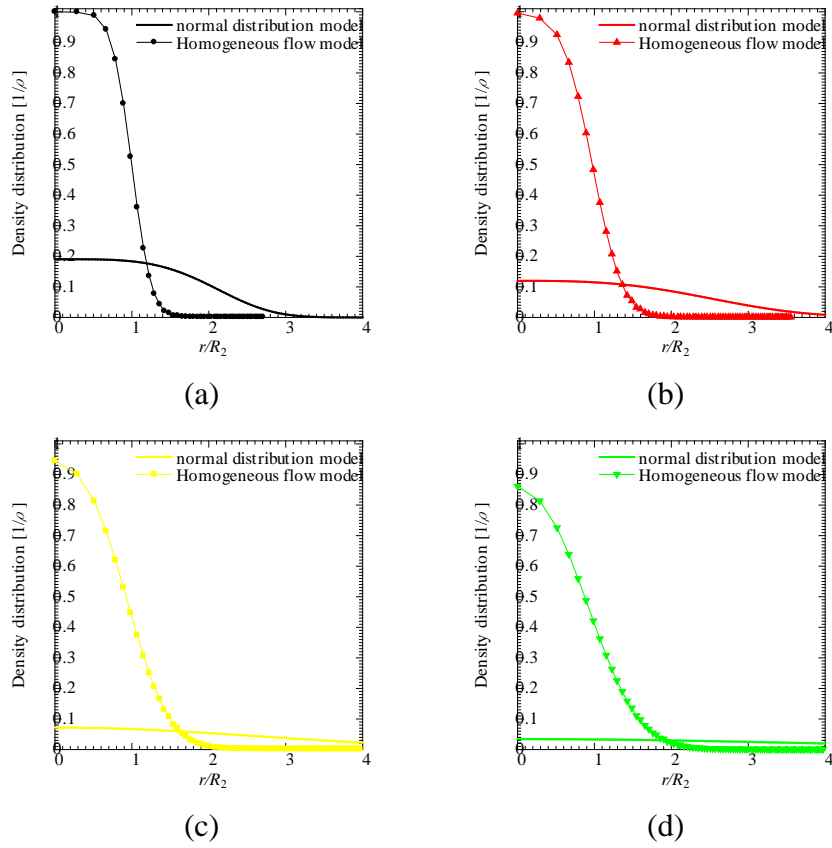 1
0.9
0.8
0.7
0.6
0.5
0.4
0.3
0.2
0.1
0
Density distribution [1/ρ ]
normal distribution model
Homogeneous flow model
0 1 2 3 4
r/R2
(a)
1
0.9
0.8
0.7
0.6
0.5
0.4
0.3
0.2
0.1
0
Density distribution [1/ρ ]
normal distribution model
Homogeneous flow model
0 1 2 3 4
r/R2
(b)
1
0.9
0.8
0.7
0.6
0.5
0.4
0.3
0.2
0.1
0
Density distribution [1/ρ ]
normal distribution model
Homogeneous flow model
0 1 2 3 4
r/R2
(c)
1
0.9
0.8
0.7
0.6
0.5
0.4
0.3
0.2
0.1
0
Density distribution [1/ρ ]
normal distribution model
Homogeneous flow model
0 1 2 3 4
r/R2
(d)